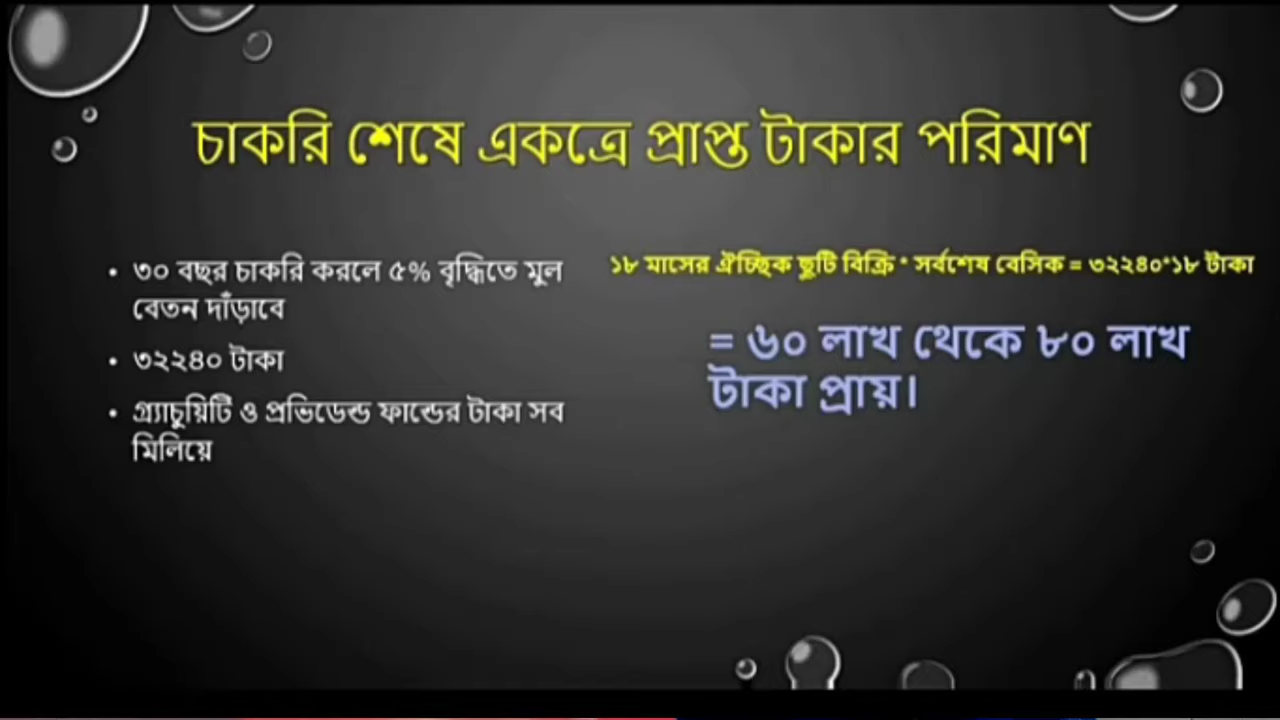 চাকরি শেষে একত্রে প্রাপ্ত টাকার পরিমাণ
• ৩০ বছর চাকরি করলে ৫% বৃদ্ধিতে মুল
বেতন দাঁড়াবে
• ৩২২৪০ টাকা
• গ্র্যাচুয়িটি ও প্রভিডেন্ড ফান্ডের টাকা সব
মিলিয়ে
১৮ মাসের ঐচ্ছিক ছুটি বিক্রি * সর্বশেষ বেসিক = ৩২২৪০*১৮ টাকা
= ৬০ লাখ থেকে ৮০ লাখ
টাকা প্রায়।